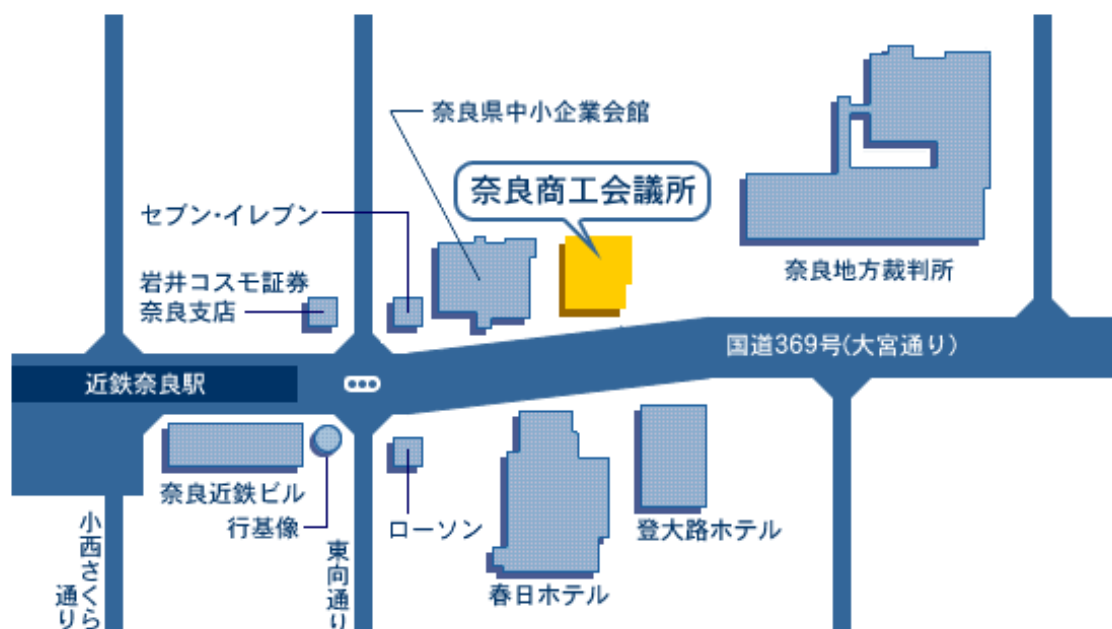 奈良県中小企業会館
奈良商工会議所
セブン・イレブン
奈良地方裁判所
岩井コスモ証券
奈良支店
国道369号(大宮通り)
近鉄奈良駅
奈良近鉄ビル
行基像
ローソン
登大路ホテル
春日ホテル
小西さくら
通り
東向通り